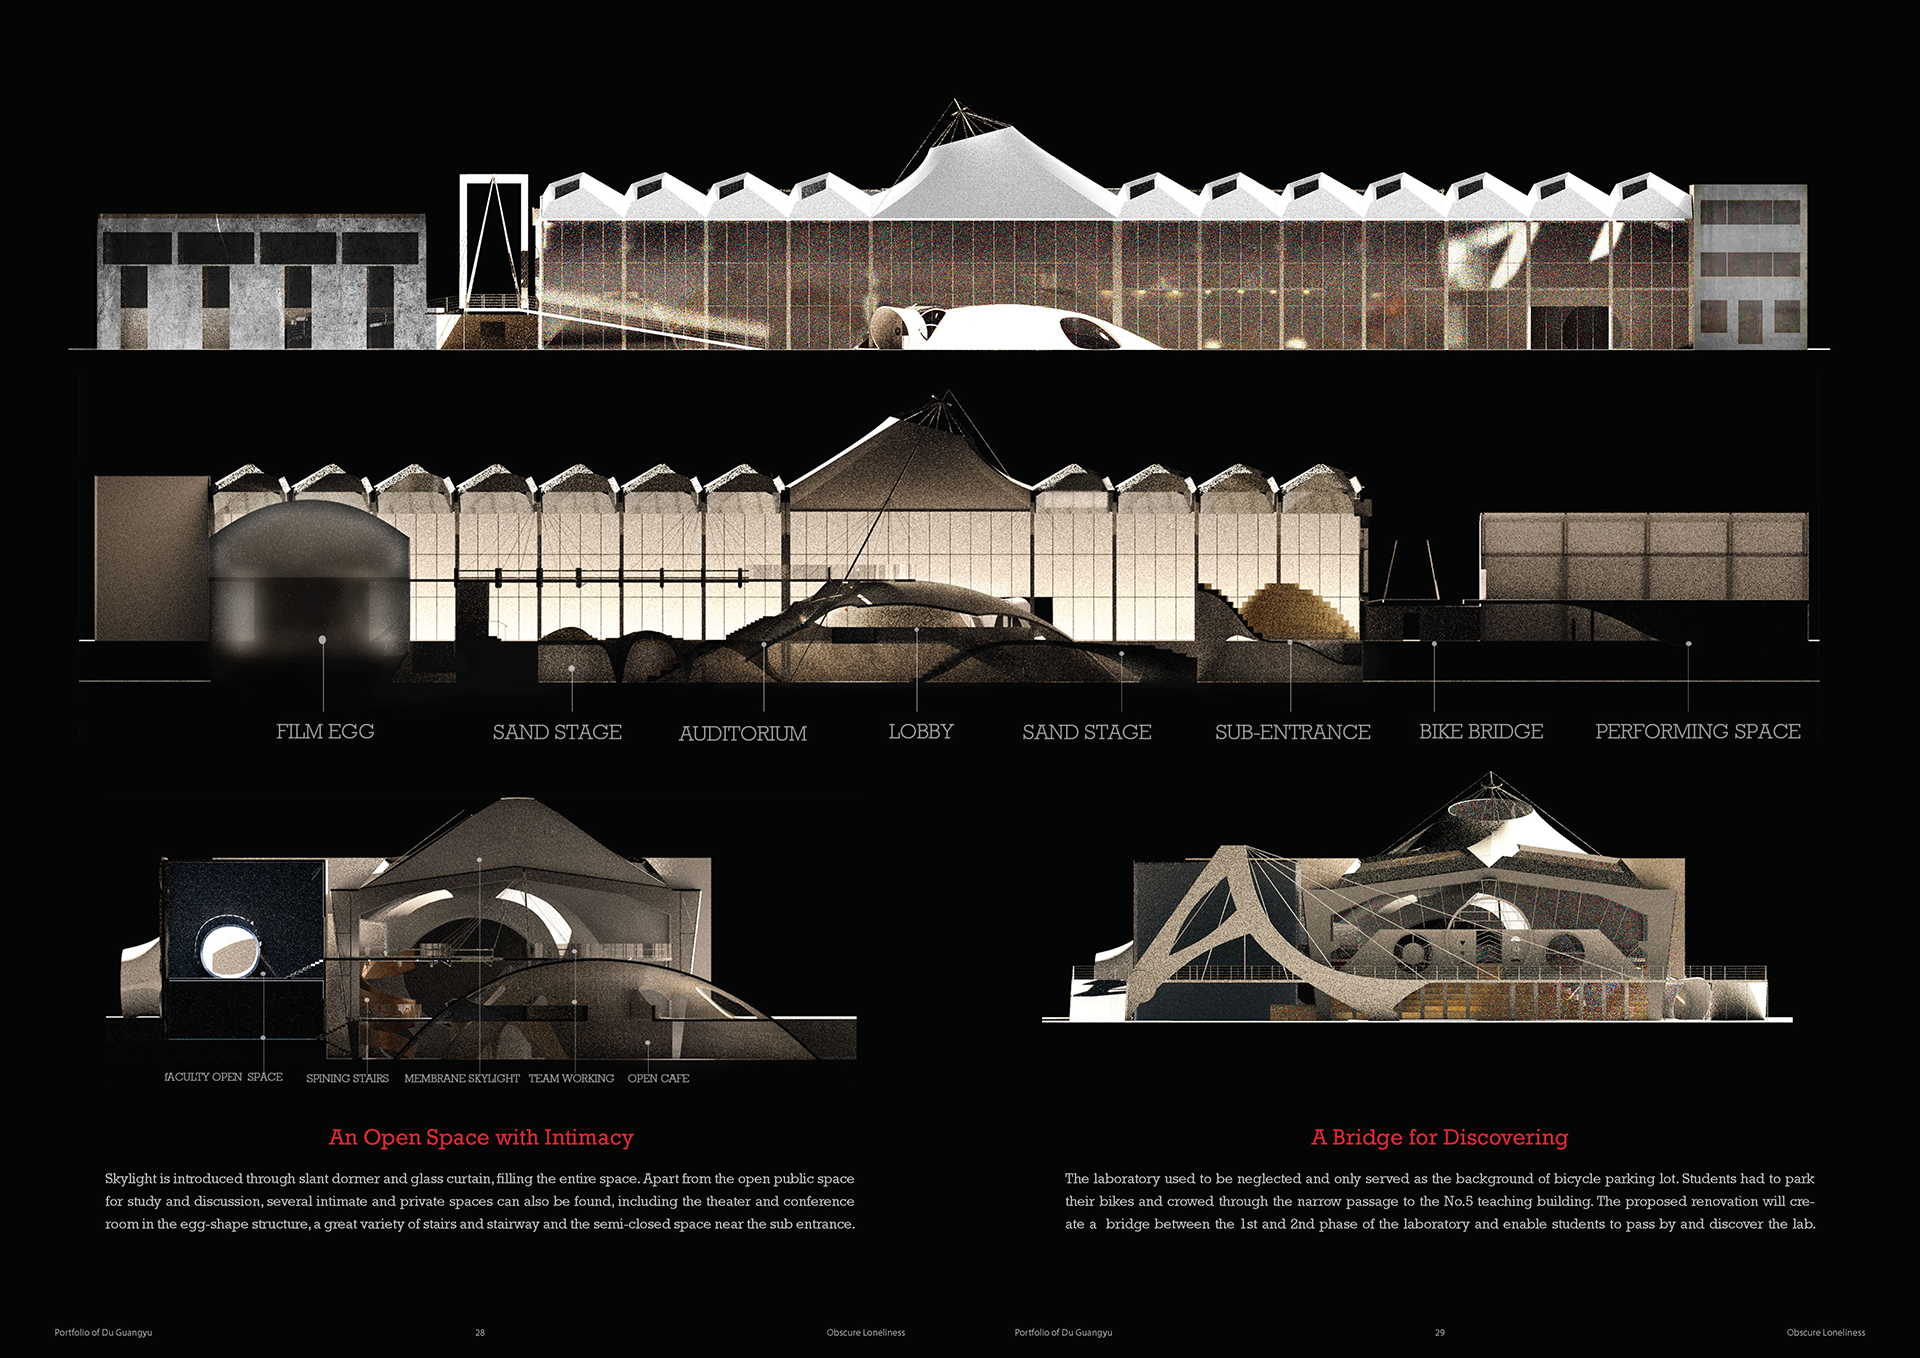 FILM EGG
SAND STAGE
AUDITORIUM
LOBBY
SAND STAGE
SUB-ENTRANCE
BIKE BRIDGE
PERFORMING SPACE
fACULTY OPEN SPACE
SPINING STAIRS
MEMBRANE SKYLIGHT
TEAM WORKING
OPEN CAFE
An Open Space with Intimacy
Skylight is introduced through slant dormer and glass curtain, filling the entire space. Apart from the open public space
for study and discussion, several intimate and private spaces can also be found, including the theater and conference
room in the egg-shape structure, a great variety of stairs and stairway and the semi-closed space near the sub entrance.
A Bridge for Discovering
The laboratory used to be neglected and only served as the background of bicycle parking lot. Students had to park
their bikes and crowed through the narrow passage to the No.5 teaching building. The proposed renovation will cre-
ate a bridge between the 1st and 2nd phase of the laboratory and enable students to pass by and discover the lab.
Portfolio of Du Guangyu
28
Obscure Loneliness
Portfolio of Du Guangyu
29
Obscure Loneliness